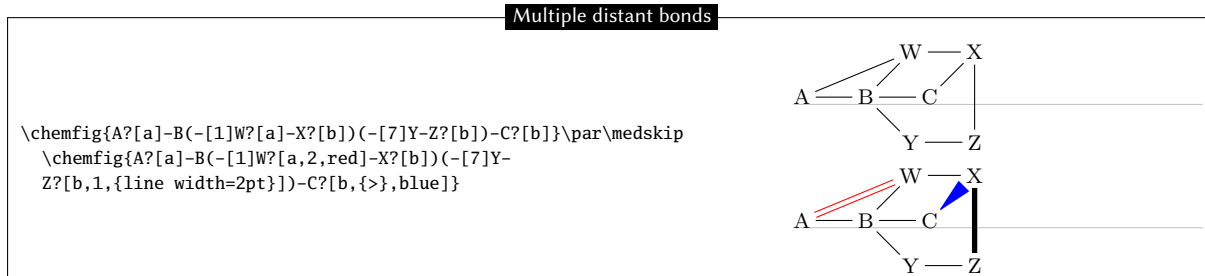 Multiple distant bonds
\chemfig{A?[a]-B(-[1]W?[a]-X?[b])(-[7]Y-Z?[b])-C?[b]}\par\medskip
\chemfig{A?[a]-B(-[1]W?[a,2,red]-X?[b])(-[7]Y-
Z?[b,1,{line width=2pt}])-C?[b,{>},blue]}
W X
A B C
Y Z
W X
A B C
Y Z